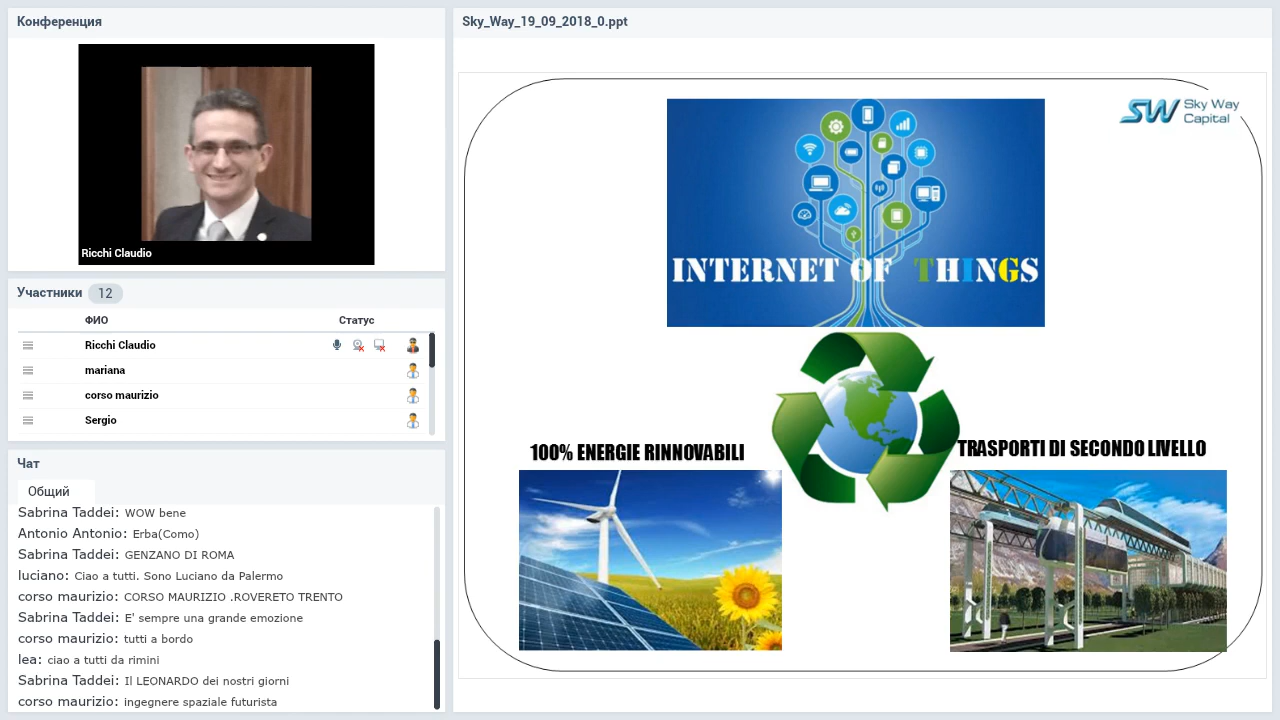 Конференция
Ricchi Claudio
Участники 12
ФИО Статус
Ricchi Claudio
mariana
corso maurizio
Sergio
Чат
Общий
Sabrina Taddei: WOW bene
Antonio Antonio: Erba(Como)
Sabrina Taddei: GENZANO DI ROMA
luciano: Ciao a tutti. Sono Luciano da Palermo
corso maurizio: CORSO MAURIZIO .ROVERETO TRENTO
Sabrina Taddei: E' sempre una grande emozione
corso maurizio: tutti a bordo
lea: ciao a tutti da rimini
Sabrina Taddei: Il LEONARDO dei nostri giorni
corso maurizio: ingegnere spaziale futurista
Sky_Way_19_09_2018_0.ppt
SW Sky Way
Capital
INTERNET OF THINGS
100% ENERGIE RINNOVABILI
TRASPORTI DI SECONDO LIVELLO